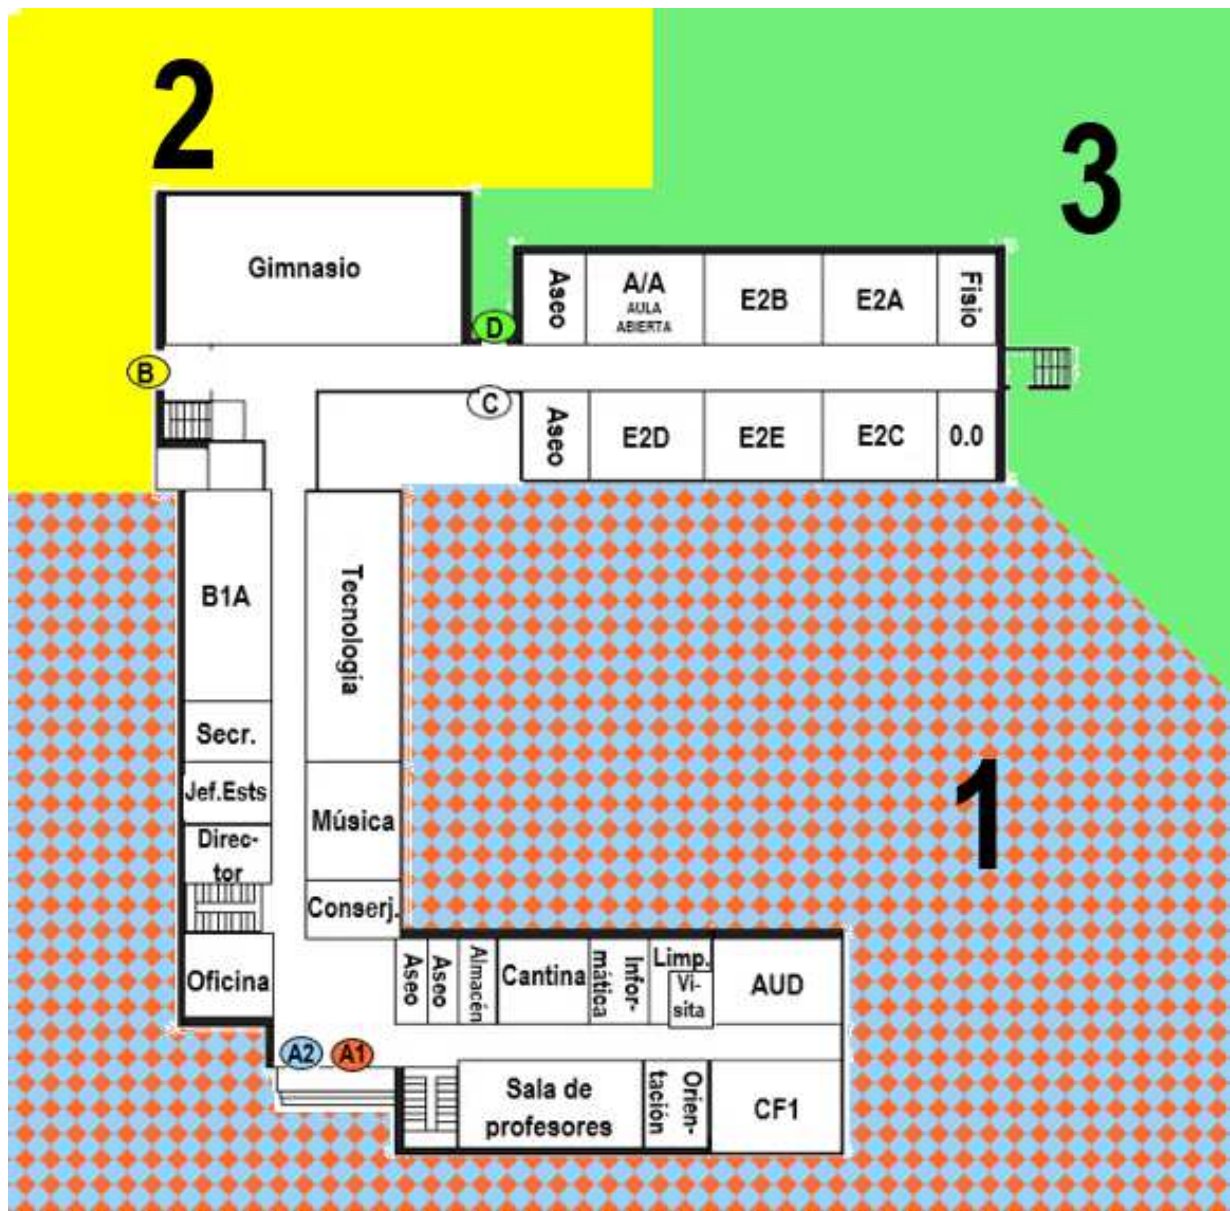 2
3
Gimnasio
Aseo
A/A
AULA
ABIERTA
E2B
E2A
Fisio
D
B
C
Aseo
E2D
E2E
E2C
0.0
B1A
Tecnologia
Secr.
Jef.Ests
Música
1
Direc-
tor
Conserj.
Oficina
Aseo
Aseo
Almacén
Cantina
Infor-
mática
Limp.
Vi-
sita
AUD
A2
A1
Sala de
profesores
Orien-
tación
CF1